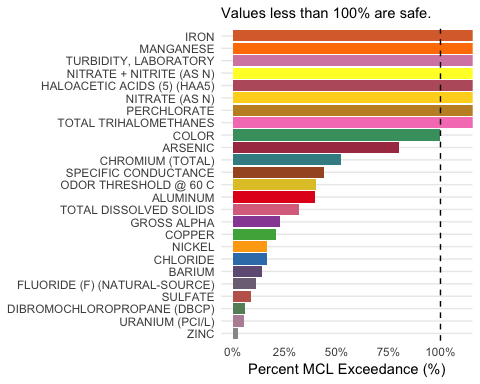 Values less than 100% are safe.
IRON
MANGANESE
TURBIDITY, LABORATORY
NITRATE + NITRITE (AS N)
HALOACETIC ACIDS (5) (HAA5)
NITRATE (AS N)
PERCHLORATE
TOTAL TRIHALOMETHANES
COLOR
ARSENIC
CHROMIUM (TOTAL)
SPECIFIC CONDUCTANCE
ODOR THRESHOLD @ 60 C
ALUMINUM
TOTAL DISSOLVED SOLIDS
GROSS ALPHA
COPPER
NICKEL
CHLORIDE
BARIUM
FLUORIDE (F) (NATURAL-SOURCE)
SULFATE
DIBROMOCHLOROPROPANE (DBCP)
URANIUM (PCI/L)
ZINC
0% 25% 50% 75% 100%
Percent MCL Exceedance (%)